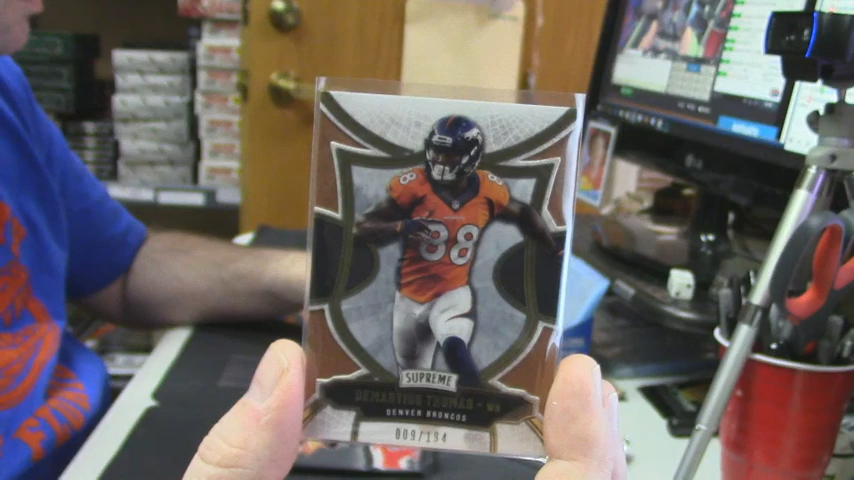 88
88
SUPREME
DEMARYIUS THOMAS - WR
DENVER BRONCOS
009/194